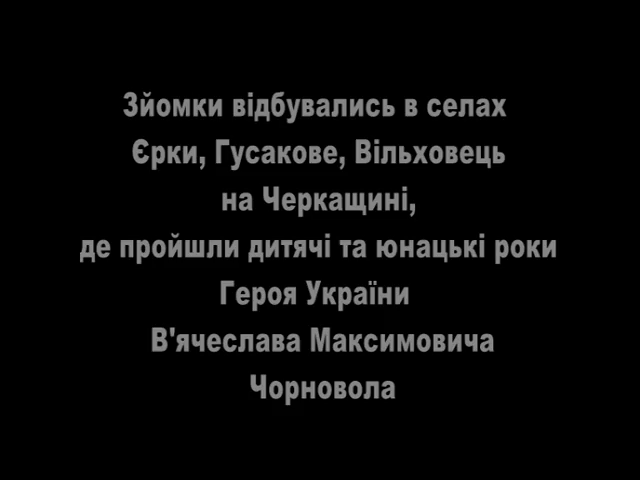 Зйомки відбувались в селах
Єрки, Гусакове, Вільховець
на Черкащині,
де пройшли дитячі та юнацькі роки
Героя України
В'ячеслава Максимовича
Чорновола